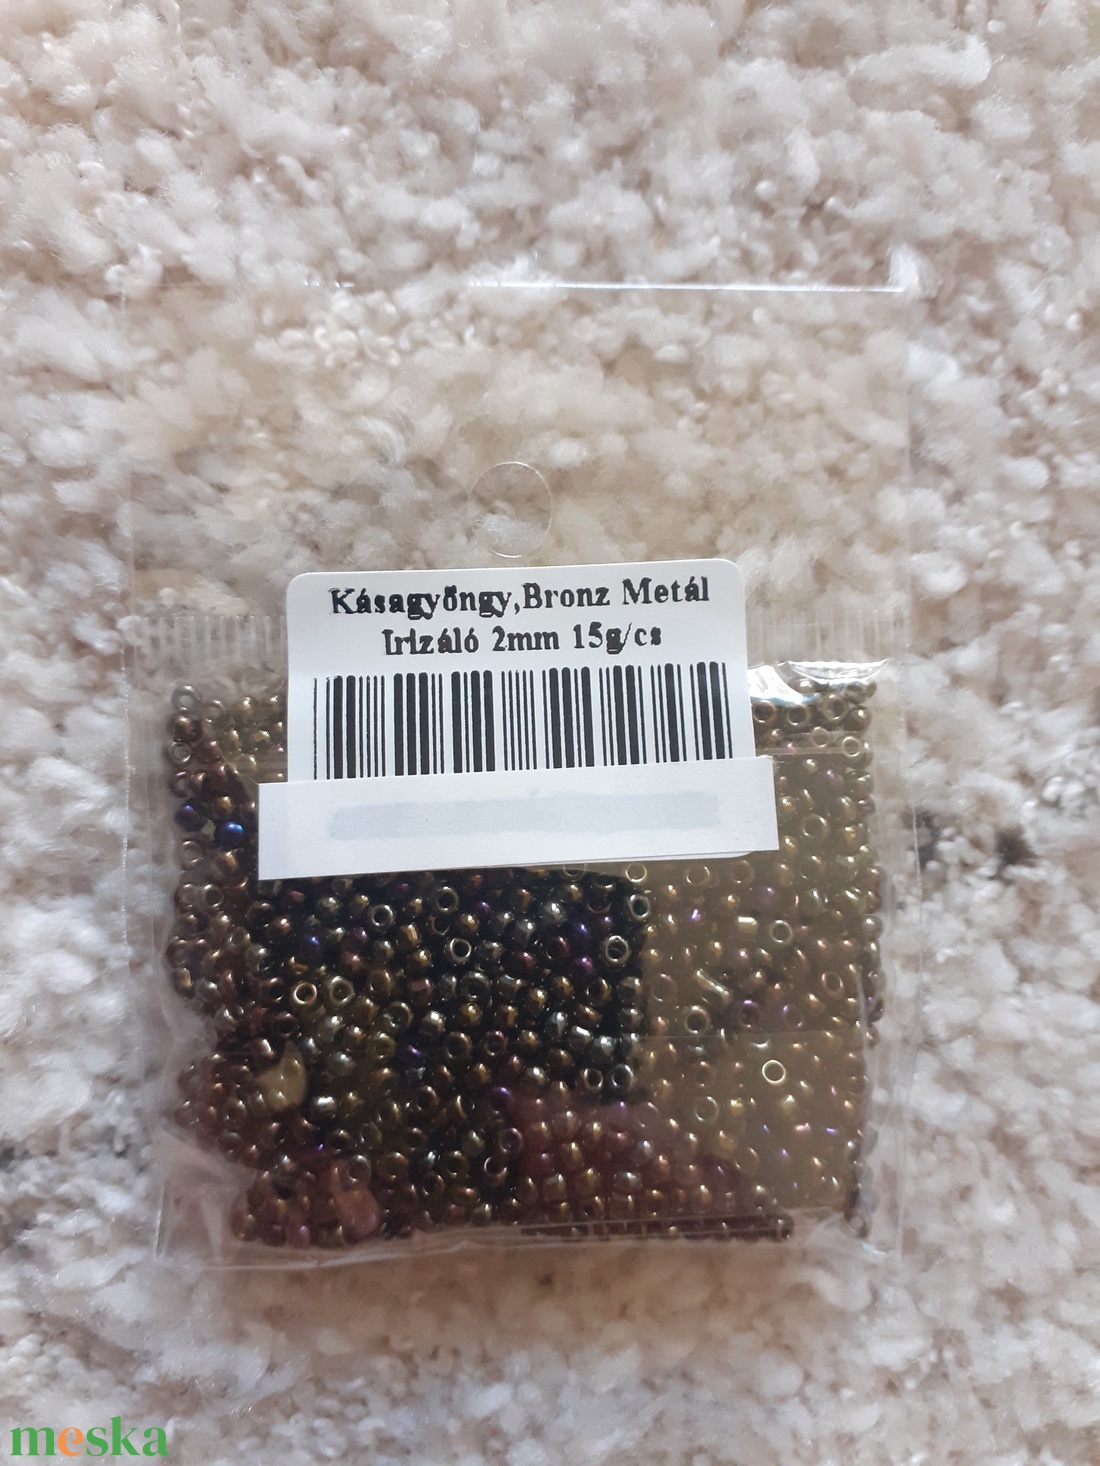 Kásagyöngy,Bronz Metál
Irizáló 2mm 15g/cs
meska